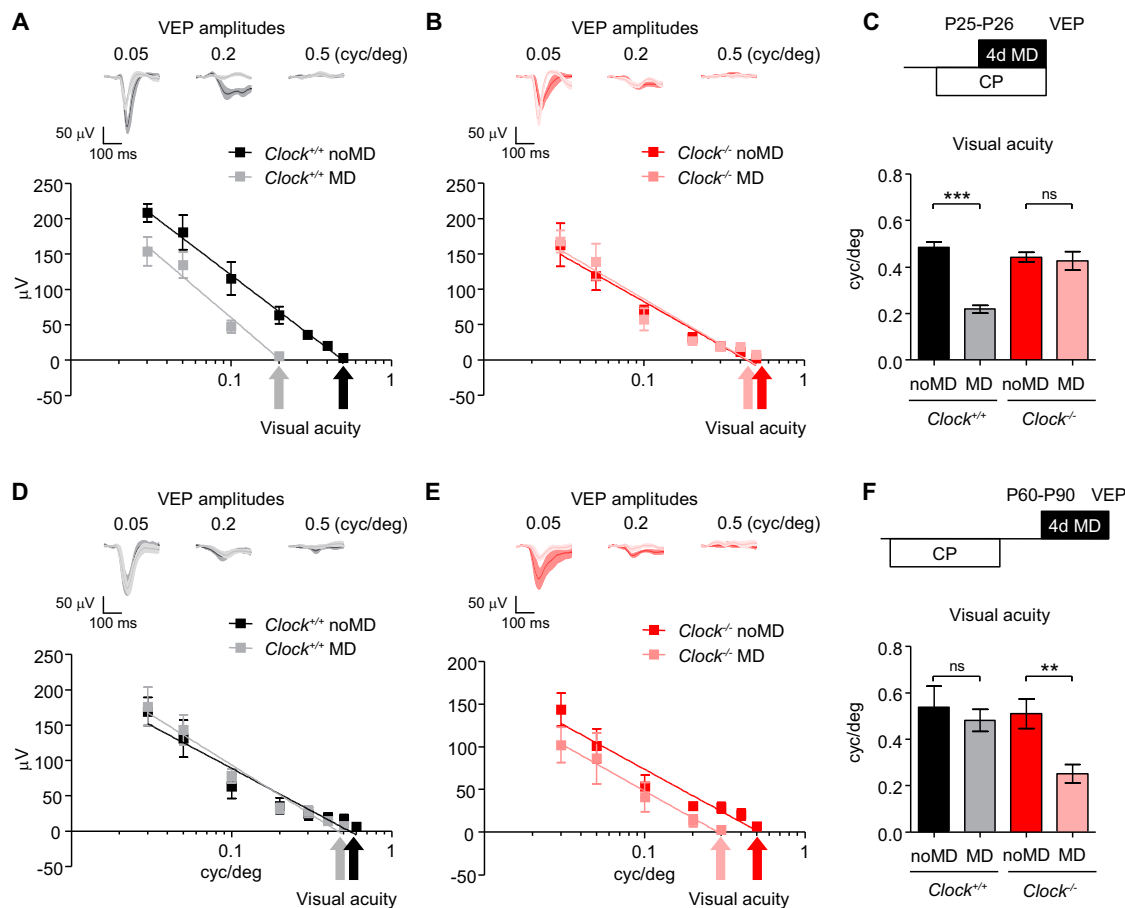 A
VEP amplitudes
0.05 0.2 0.5 (cyc/deg)
50 µV
100 ms
Clock+/+ noMD
Clock+/+ MD
250
200
150
100
50
0
-50
µV
0.1 1
Visual acuity
B
VEP amplitudes
0.05 0.2 0.5 (cyc/deg)
50 µV
100 ms
Clock-/- noMD
Clock-/- MD
250
200
150
100
50
0
-50
0.1 1
Visual acuity
C
P25-P26 VEP
4d MD
CP
Visual acuity
*** ns
0.8
0.6
0.4
0.2
0.0
cyc/deg
noMD MD noMD MD
Clock+/+ Clock-/-
D
VEP amplitudes
0.05 0.2 0.5 (cyc/deg)
50 µV
100 ms
Clock+/+ noMD
Clock+/+ MD
250
200
150
100
50
0
-50
µV
0.1 1
cyc/deg
Visual acuity
E
VEP amplitudes
0.05 0.2 0.5 (cyc/deg)
50 µV
100 ms
Clock-/- noMD
Clock-/- MD
200
150
100
50
0
-50
0.1 1
cyc/deg
Visual acuity
F
P60-P90 VEP
4d MD
CP
Visual acuity
ns **
0.8
0.6
0.4
0.2
0.0
cyc/deg
noMD MD noMD MD
Clock+/+ Clock-/-